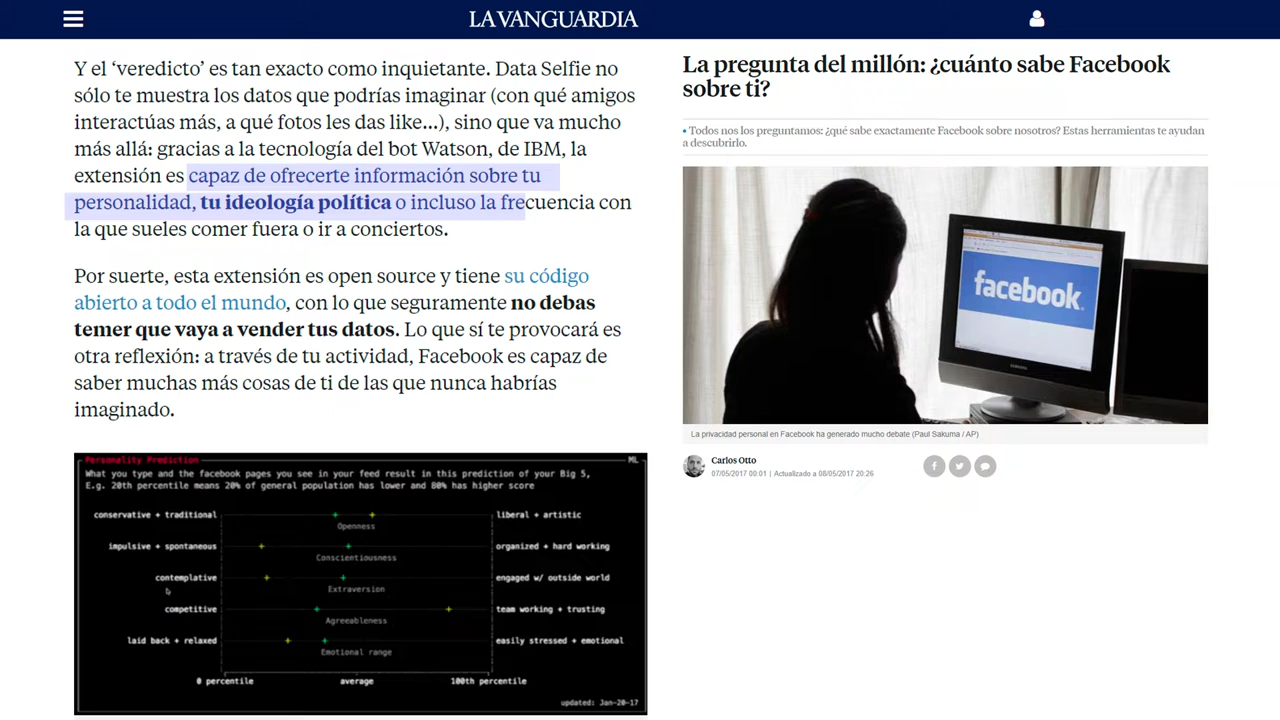 LA VANGUARDIA
Y el ‘veredicto’ es tan exacto como inquietante. Data Selfie no
sólo te muestra los datos que podrías imaginar (con qué amigos
interactúas más, a qué fotos les das like...), sino que va mucho
más allá: gracias a la tecnología del bot Watson, de IBM, la
extensión es capaz de ofrecerte información sobre tu
personalidad, tu ideología política o incluso la frecuencia con
la que sueles comer fuera o ir a conciertos.
Por suerte, esta extensión es open source y tiene su código
abierto a todo el mundo, con lo que seguramente no debas
temer que vaya a vender tus datos. Lo que sí te provocará es
otra reflexión: a través de tu actividad, Facebook es capaz de
saber muchas más cosas de ti de las que nunca habrías
imaginado.
Personality Prediction
ML
What you type and the facebook pages you see in your feed result in this prediction of your Big 5,
E.g. 20th percentile means 20% of general population has lower and 80% has higher score
conservative + traditional
liberal + artistic
Openness
impulsive + spontaneous
organized + hard working
Conscientiousness
contemplative
engaged w/ outside world
Extraversion
competitive
team working + trusting
Agreeableness
laid back + relaxed
easily stressed + emotional
Emotional range
0 percentile
average
100th percentile
updated: Jan-20-17
La pregunta del millón: ¿cuánto sabe Facebook
sobre ti?
• Todos nos los preguntamos: ¿qué sabe exactamente Facebook sobre nosotros? Estas herramientas te ayudan
a descubrirlo.
facebook
SAMSUNG
La privacidad personal en Facebook ha generado mucho debate (Paul Sakuma / AP)
Carlos Otto
07/05/2017 00:01 | Actualizado a 08/05/2017 20:26